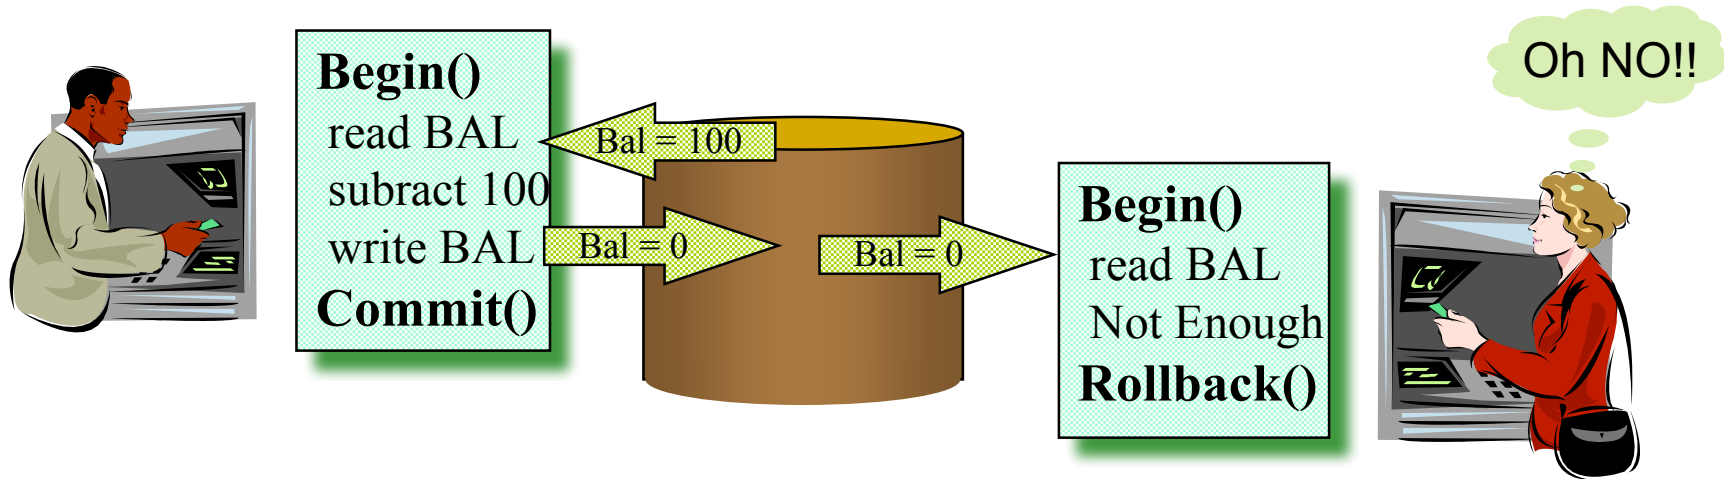 Begin()
read BAL
subract 100
write BAL
Commit()
Bal = 100
Bal = 0
Bal = 0
Begin()
read BAL
Not Enough
Rollback()
Oh NO!!